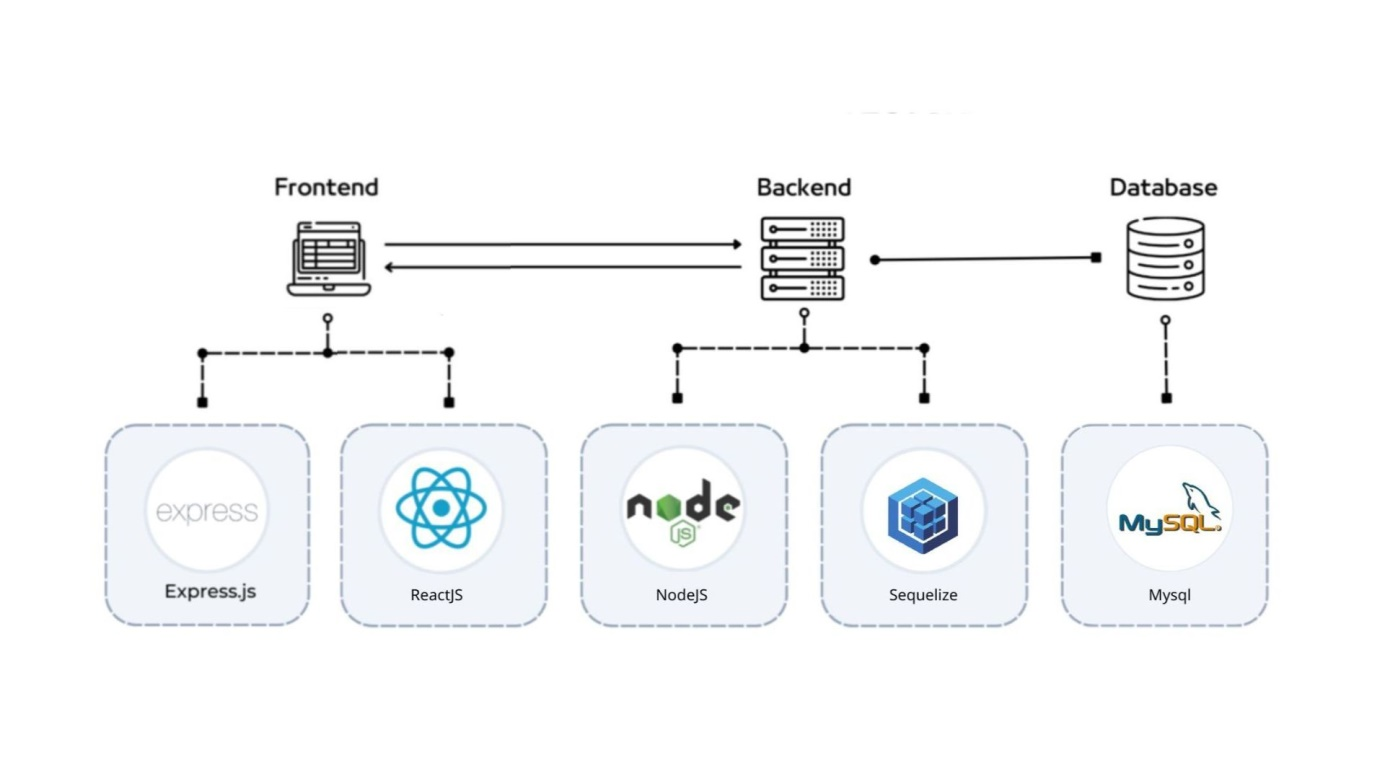 Frontend
Backend
Database
express
node
JS
MySQL
Express.js
ReactJS
NodeJS
Sequelize
Mysql